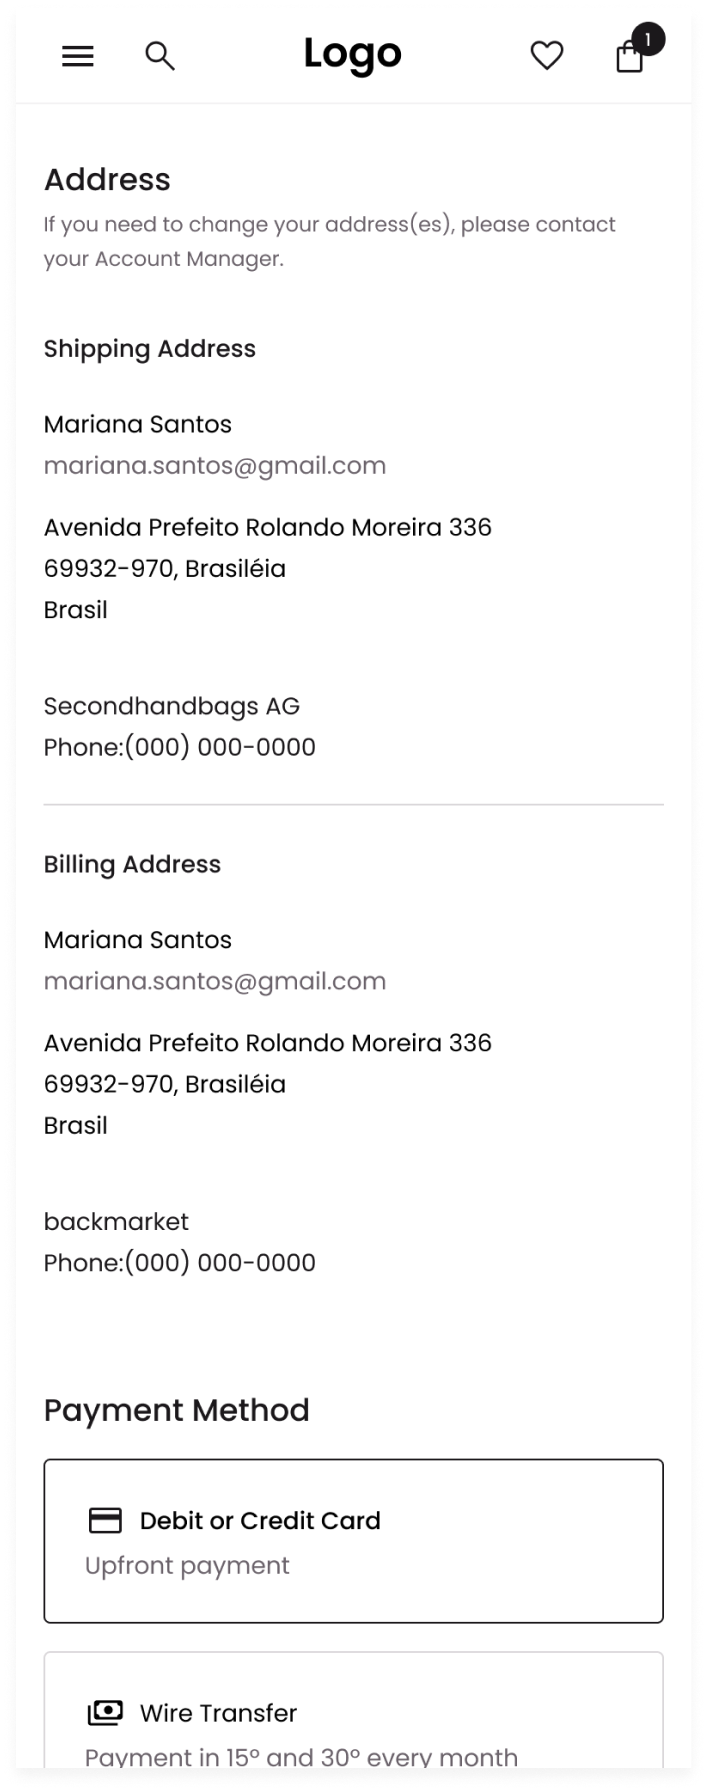 Logo
1
Address
If you need to change your address(es), please contact
your Account Manager.
Shipping Address
Mariana Santos
mariana.santos@gmail.com
Avenida Prefeito Rolando Moreira 336
69932-970, Brasiléia
Brasil
Secondhandbags AG
Phone:(000) 000-0000
Billing Address
Mariana Santos
mariana.santos@gmail.com
Avenida Prefeito Rolando Moreira 336
69932-970, Brasiléia
Brasil
backmarket
Phone:(000) 000-0000
Payment Method
Debit or Credit Card
Upfront payment
Wire Transfer
Payment in 15º and 30º every month